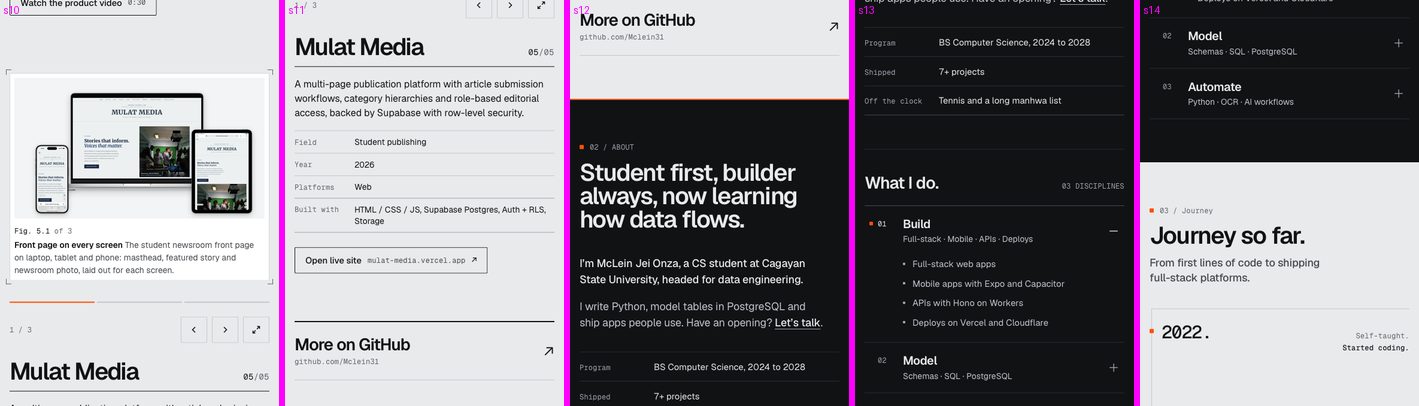 s10
Watch the product video 0:30
MULAT MEDIA
Stories that inform.
Voices that matter.
Fig. 5.1 of 3
Front page on every screen The student newsroom front page
on laptop, tablet and phone: masthead, featured story and
newsroom photo, laid out for each screen.
1 / 3
Mulat Media
05/05
s11
/ 3
Mulat Media
05/05
A multi-page publication platform with article submission
workflows, category hierarchies and role-based editorial
access, backed by Supabase with row-level security.
Field Student publishing
Year 2026
Platforms Web
Built with HTML / CSS / JS, Supabase Postgres, Auth + RLS,
Storage
Open live site mulat-media.vercel.app ↗
More on GitHub ↗
github.com/Mclein31
s12
More on GitHub ↗
github.com/Mclein31
02 / ABOUT
Student first, builder
always, now learning
how data flows.
I'm McLein Jei Onza, a CS student at Cagayan
State University, headed for data engineering.
I write Python, model tables in PostgreSQL and
ship apps people use. Have an opening? Let's talk.
Program BS Computer Science, 2024 to 2028
Shipped 7+ projects
s13
ship apps people use. Have an opening? Let's talk.
Program BS Computer Science, 2024 to 2028
Shipped 7+ projects
Off the clock Tennis and a long manhwa list
What I do.
03 DISCIPLINES
01 Build
Full-stack · Mobile · APIs · Deploys
• Full-stack web apps
• Mobile apps with Expo and Capacitor
• APIs with Hono on Workers
• Deploys on Vercel and Cloudflare
02 Model
Schemas · SQL · PostgreSQL
s14
Deploys on Vercel and Cloudflare
02 Model
Schemas · SQL · PostgreSQL
03 Automate
Python · OCR · AI workflows
03 / Journey
Journey so far.
From first lines of code to shipping
full-stack platforms.
2022.
Self-taught.
Started coding.